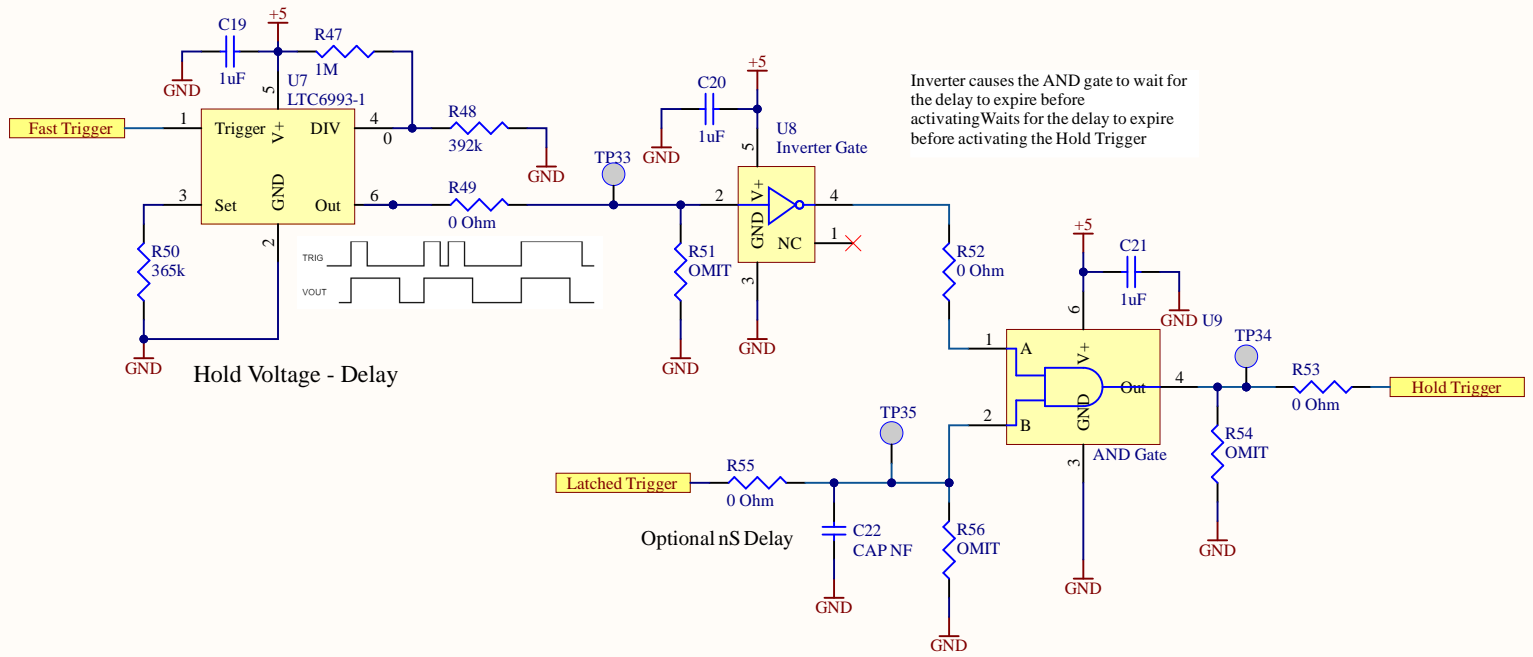 +5
C19
1uF
GND
R47
1M
U7
LTC6993-1
5
Fast Trigger
1
Trigger
V+
DIV
4
0
R48
392k
GND
3
Set
GND
Out
6
2
R49
0 Ohm
TP33
R50
365k
GND
TRIG
VOUT
Hold Voltage - Delay
+5
C20
1uF
GND
U8
Inverter Gate
5
2
V+
GND
NC
4
1
3
GND
R51
OMIT
GND
Inverter causes the AND gate to wait for
the delay to expire before
activatingWaits for the delay to expire
before activating the Hold Trigger
R52
0 Ohm
+5
C21
1uF
GND
U9
6
1
A
V+
2
B
GND
Out
4
3
AND Gate
GND
TP34
R53
0 Ohm
Hold Trigger
R54
OMIT
GND
TP35
Latched Trigger
R55
0 Ohm
Optional nS Delay
C22
CAP NF
GND
R56
OMIT
GND